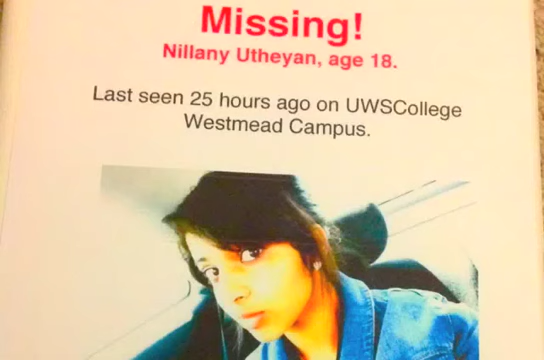 Missing!
Nillany Utheyan, age 18.
Last seen 25 hours ago on UWSCollege
Westmead Campus.